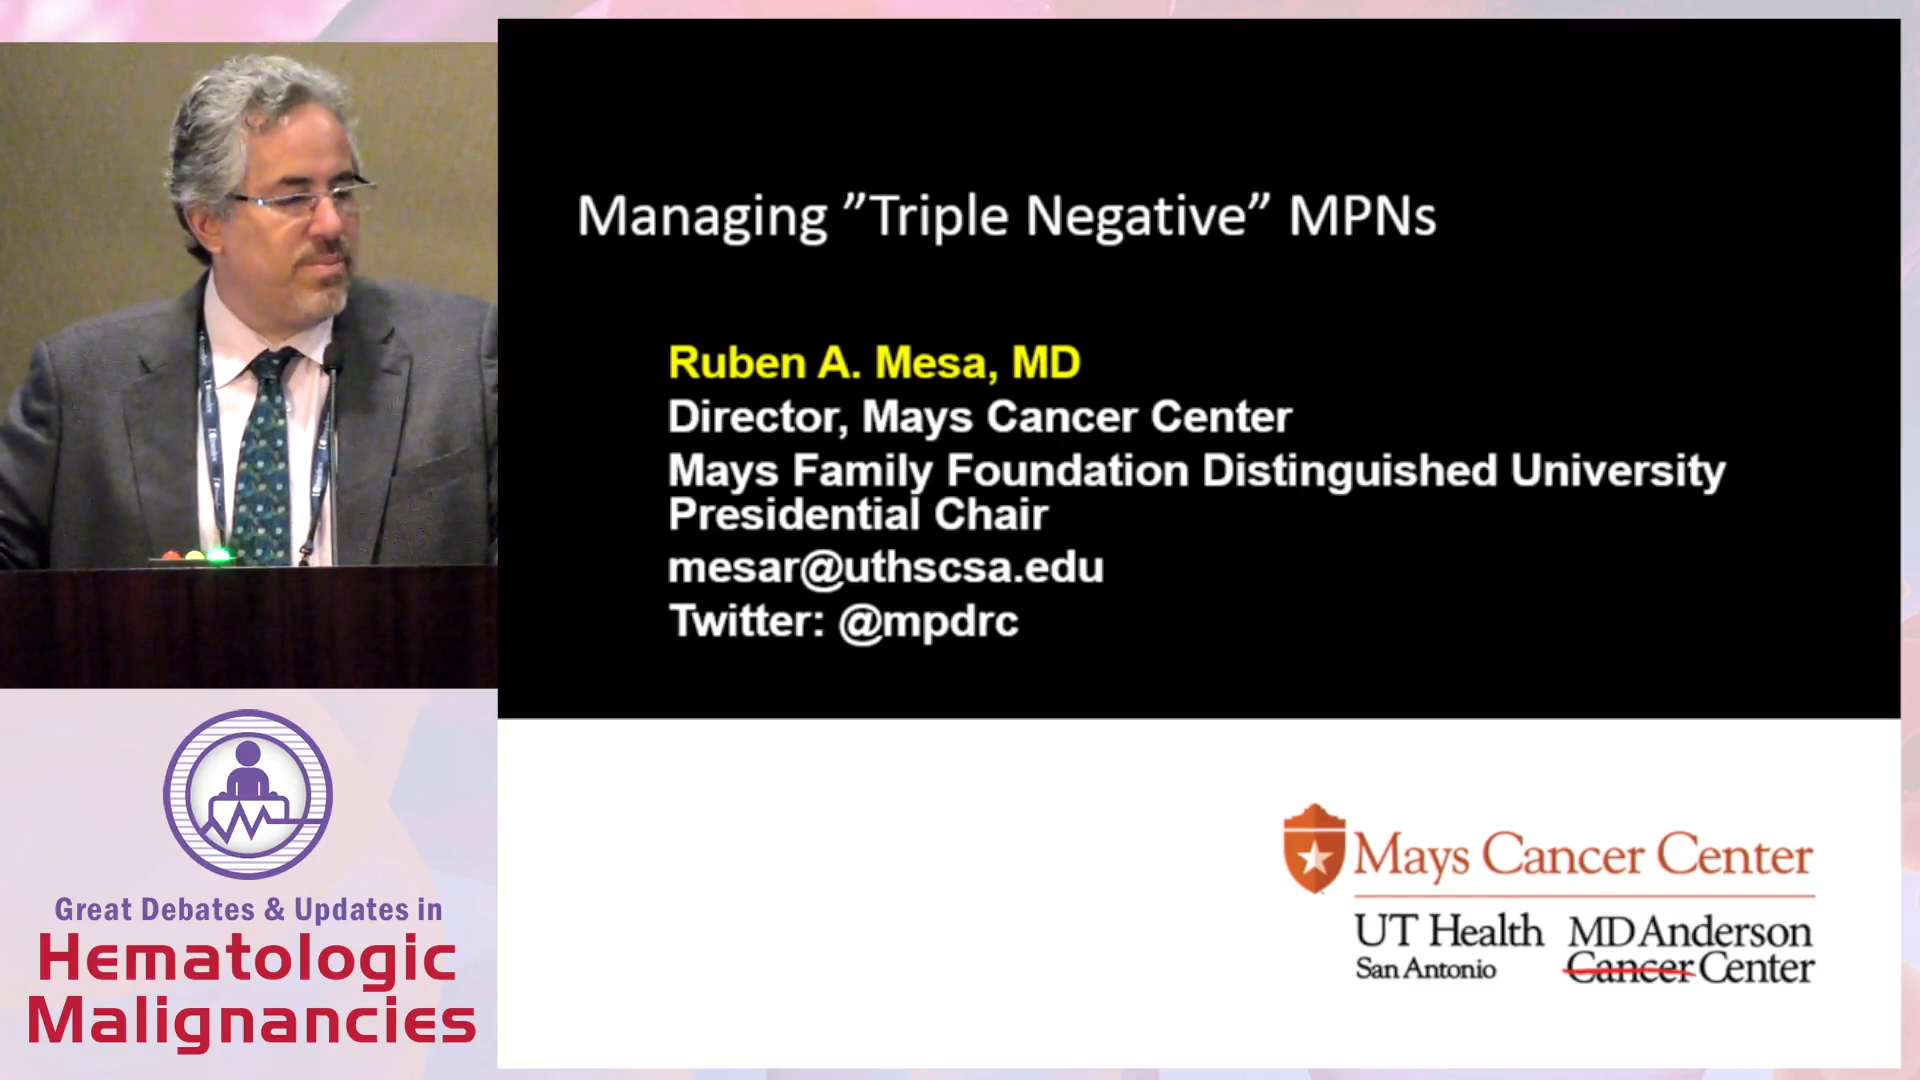 Managing ”Triple Negative” MPNs
Ruben A. Mesa, MD
Director, Mays Cancer Center
Mays Family Foundation Distinguished University
Presidential Chair
mesar@uthscsa.edu
Twitter: @mpdrc
Great Debates & Updates in
Hematologic
Malignancies
Mays Cancer Center
UT Health
San Antonio
MD Anderson
Cancer Center